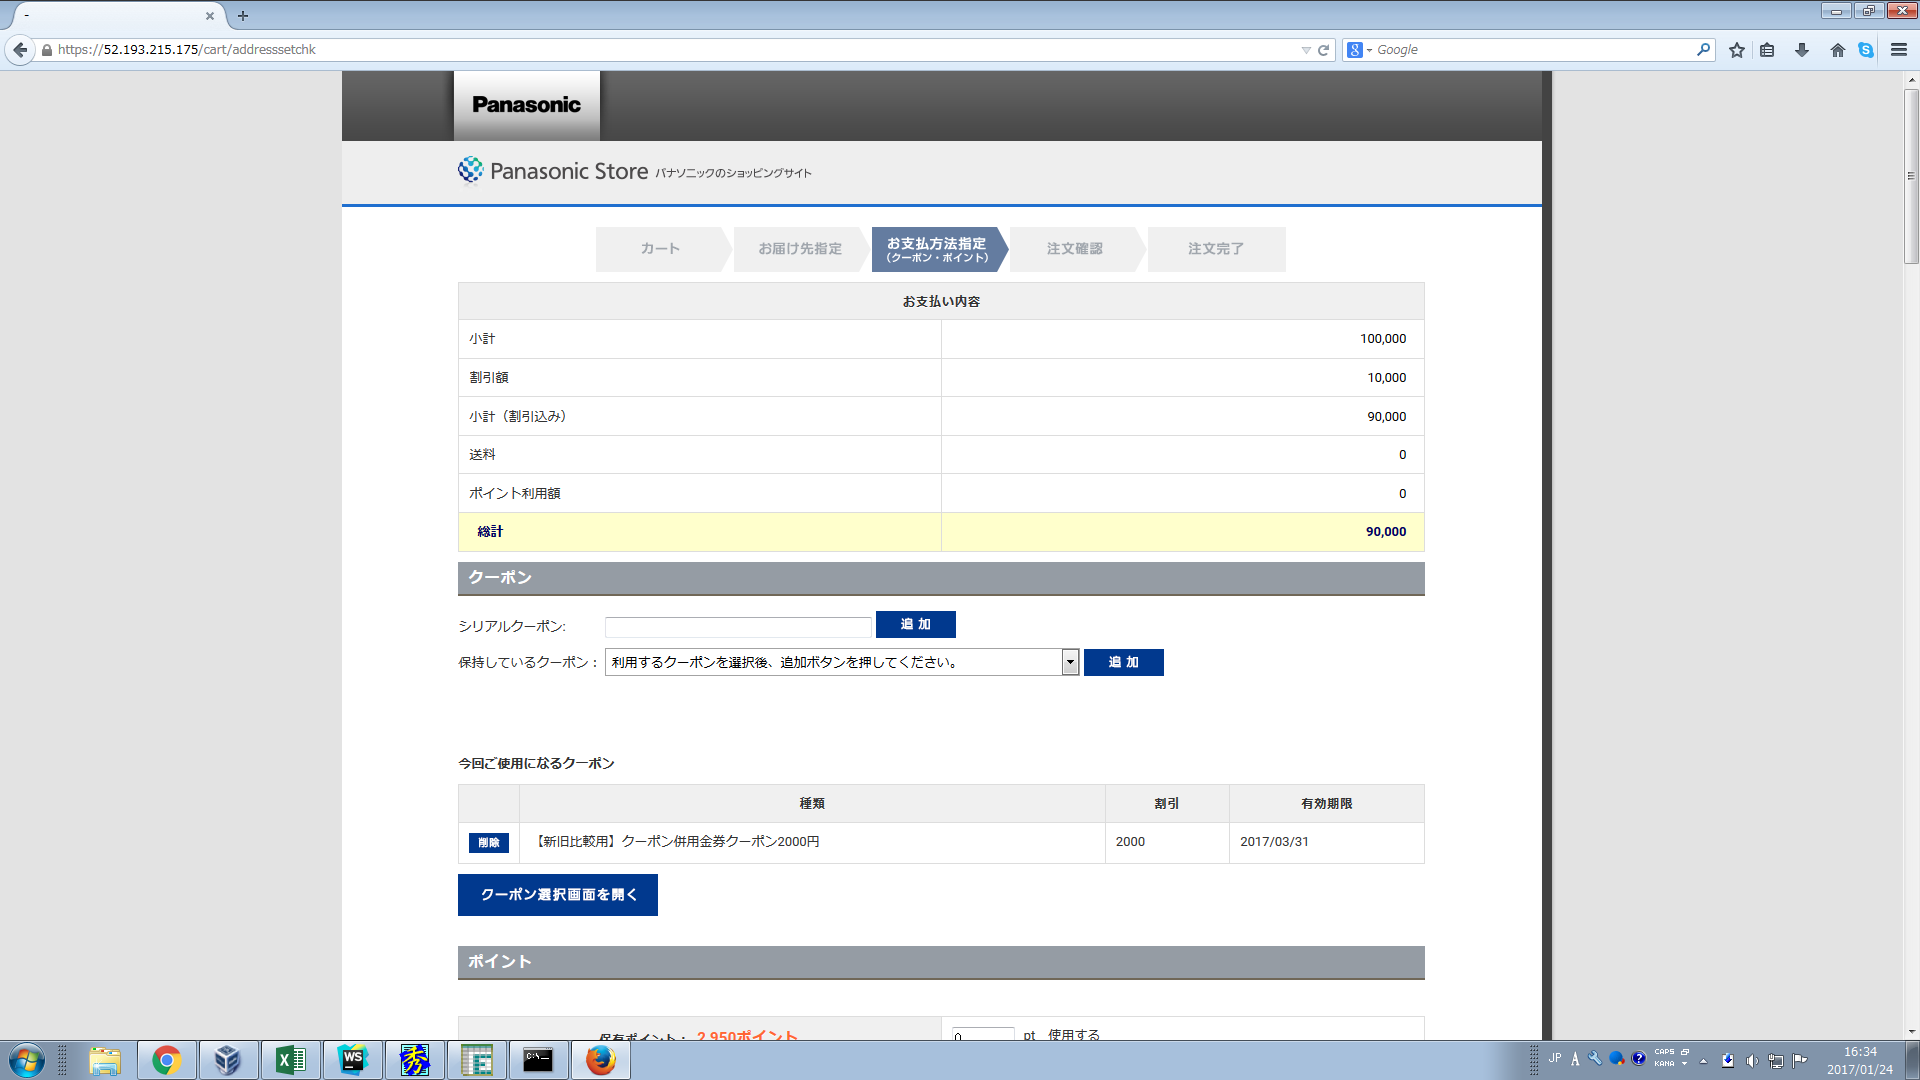 -
https://52.193.215.175/cart/addresssetchk
Google
Panasonic
Panasonic Store パナソニックのショッピングサイト
カート
お届け先指定
お支払方法指定
(クーポン・ポイント)
注文確認
注文完了
お支払い内容
小計 100,000
割引額 10,000
小計（割引込み） 90,000
送料 0
ポイント利用額 0
総計 90,000
クーポン
シリアルクーポン: 追 加
保持しているクーポン： 利用するクーポンを選択後、追加ボタンを押してください。 追 加
今回ご使用になるクーポン
種類 割引 有効期限
削除 【新旧比較用】クーポン併用金券クーポン2000円 2000 2017/03/31
クーポン選択画面を開く
ポイント
保有ポイント： 2,950ポイント 0 pt 使用する
JP A CAPS
KANA
16:34
2017/01/24